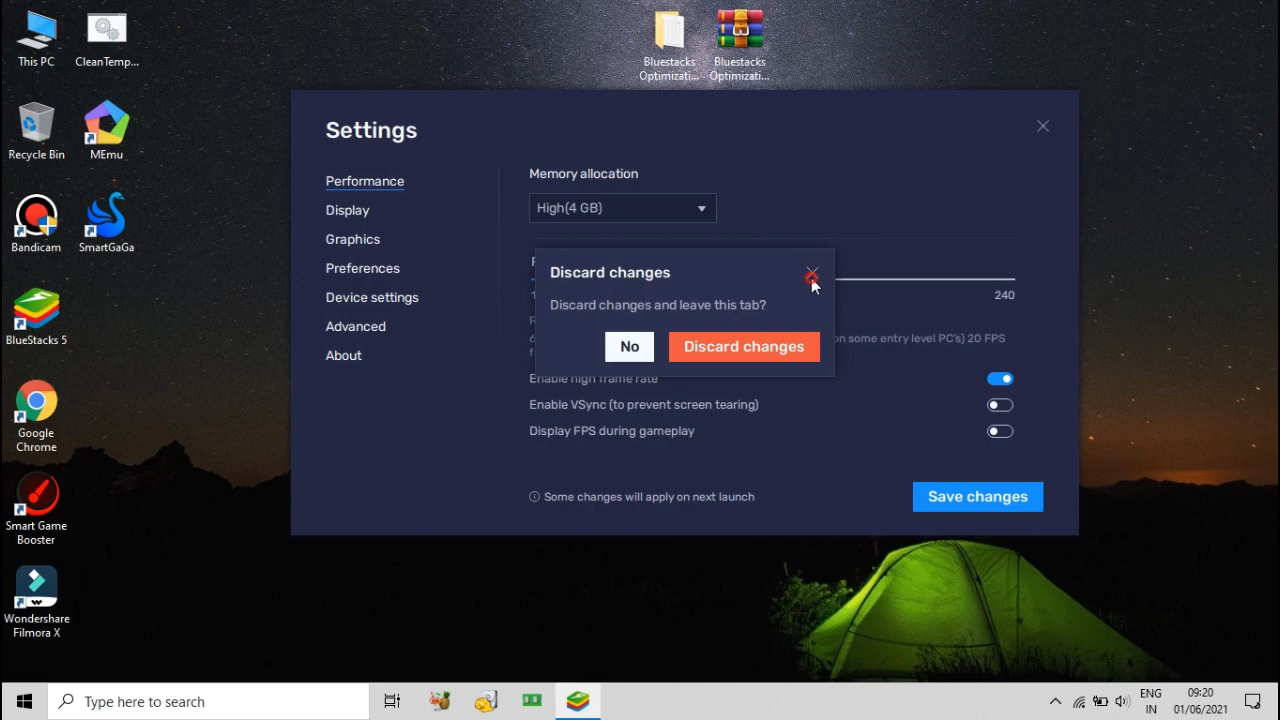 This PC
CleanTemp...
Bluestacks
Optimizati...
Bluestacks
Optimizati...
Recycle Bin
MEmu
Bandicam
SmartGaGa
BlueStacks 5
Google
Chrome
Smart Game
Booster
Wondershare
Filmora X
Settings
Performance
Display
Graphics
Preferences
Device settings
Advanced
About
Memory allocation
High(4 GB)
240
on some entry level PC's) 20 FPS
Discard changes
Discard changes and leave this tab?
No
Discard changes
Enable high frame rate
Enable VSync (to prevent screen tearing)
Display FPS during gameplay
Some changes will apply on next launch
Save changes
Type here to search
ENG
IN
09:20
01/06/2021